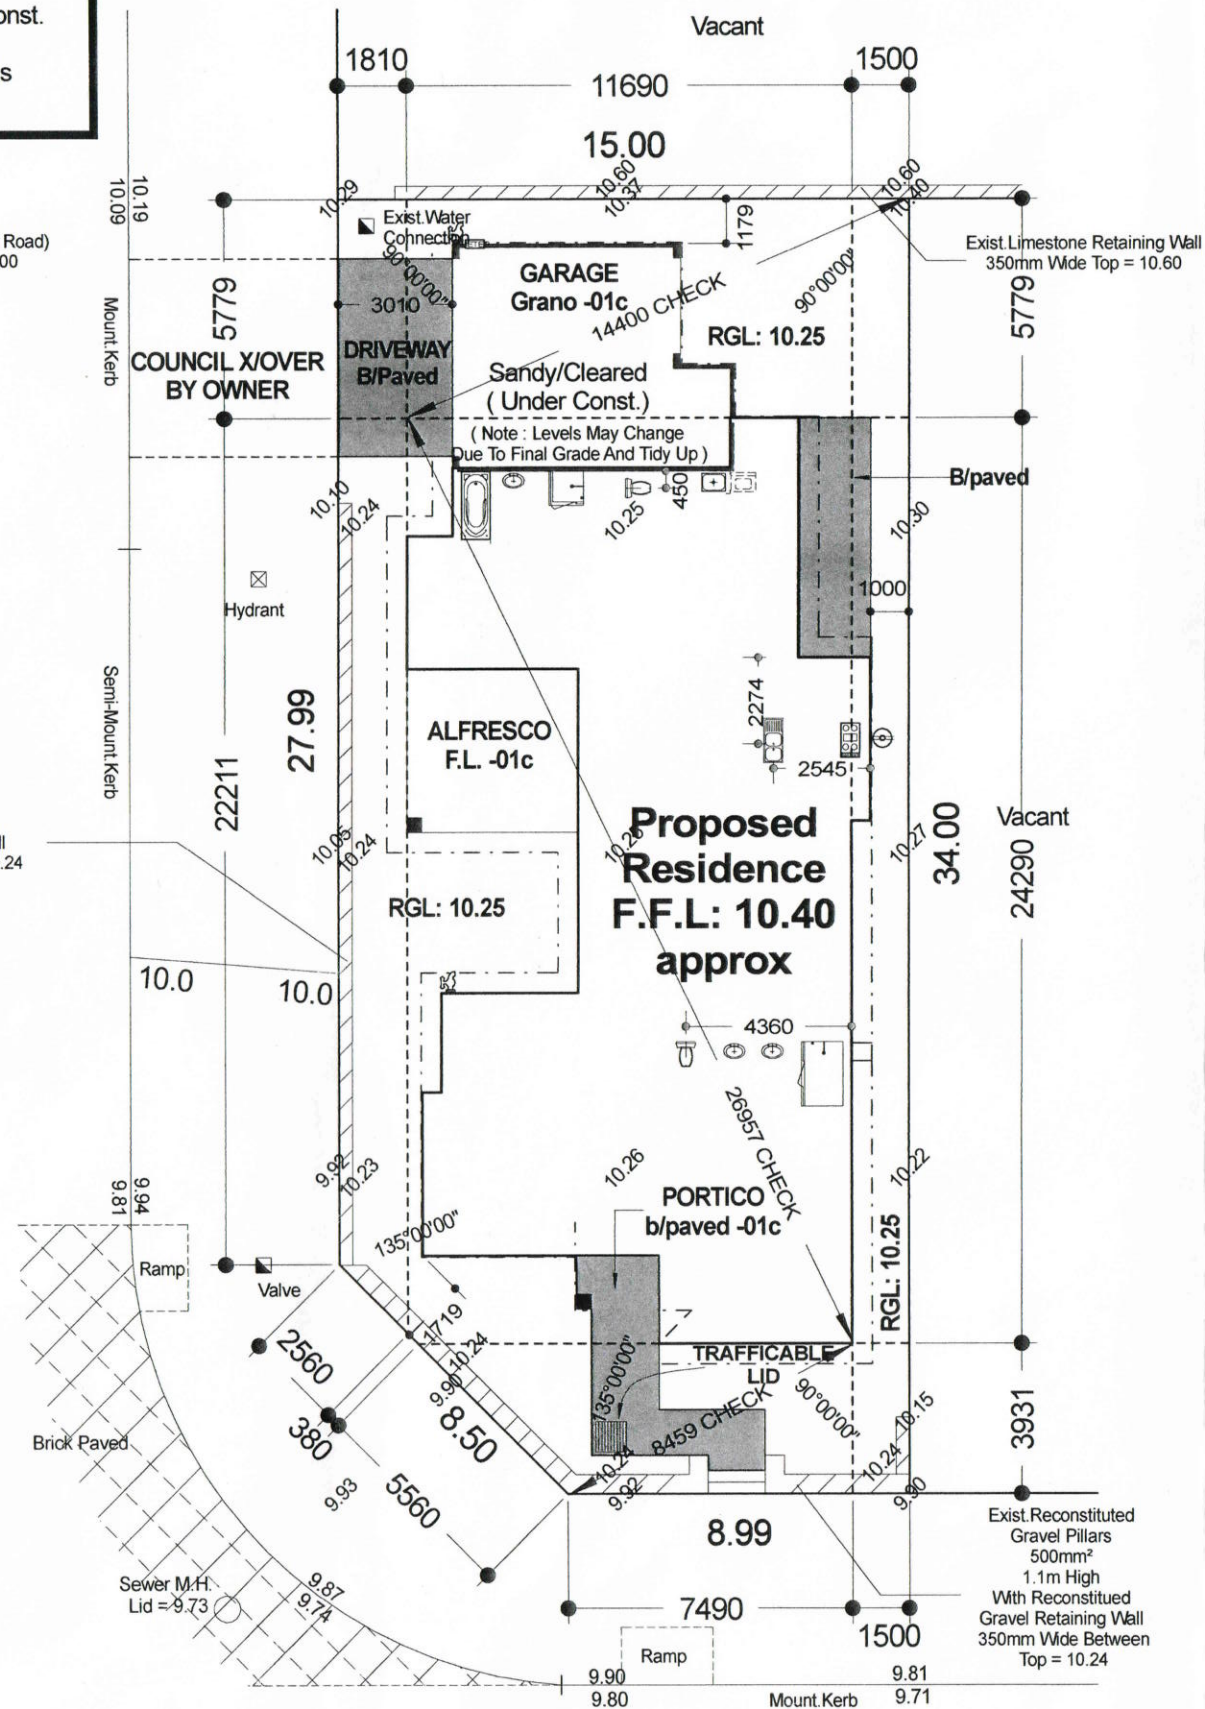 onst.
s
Vacant
1810
11690
1500
15.00
10.19
10.09
10.29
10.60
10.37
10.60
10.40
Road)
00
Exist.Water
Connection
1179
Exist.Limestone Retaining Wall
350mm Wide Top = 10.60
90°00'00"
90°00'00"
GARAGE
Grano -01c
14400 CHECK
3010
5779
5779
Mount.Kerb
RGL: 10.25
COUNCIL X/OVER
BY OWNER
DRIVEWAY
B/Paved
Sandy/Cleared
( Under Const.)
( Note : Levels May Change
Due To Final Grade And Tidy Up )
B/paved
10.10
10.24
10.25
450
10.30
1000
Hydrant
Semi-Mount.Kerb
27.99
22211
ALFRESCO
F.L. -01c
2274
2545
Proposed
Residence
F.F.L: 10.40
approx
10.05
10.24
10.26
10.27
34.00
Vacant
24290
ll
.24
RGL: 10.25
10.0
10.0
4360
26957 CHECK
9.92
10.23
10.26
10.22
PORTICO
b/paved -01c
9.94
9.81
135°00'00"
RGL: 10.25
Ramp
Valve
1719
10.24
9.90
2560
380
8.50
5560
TRAFFICABLE
LID
135°00'00"
8459 CHECK
90°00'00"
10.15
3931
Brick Paved
9.93
10.24
9.92
10.24
9.90
8.99
Exist.Reconstituted
Gravel Pillars
500mm²
1.1m High
With Reconstitued
Gravel Retaining Wall
350mm Wide Between
Top = 10.24
Sewer M.H.
Lid = 9.73
9.87
9.74
7490
1500
Ramp
9.90
9.80
Mount.Kerb
9.81
9.71